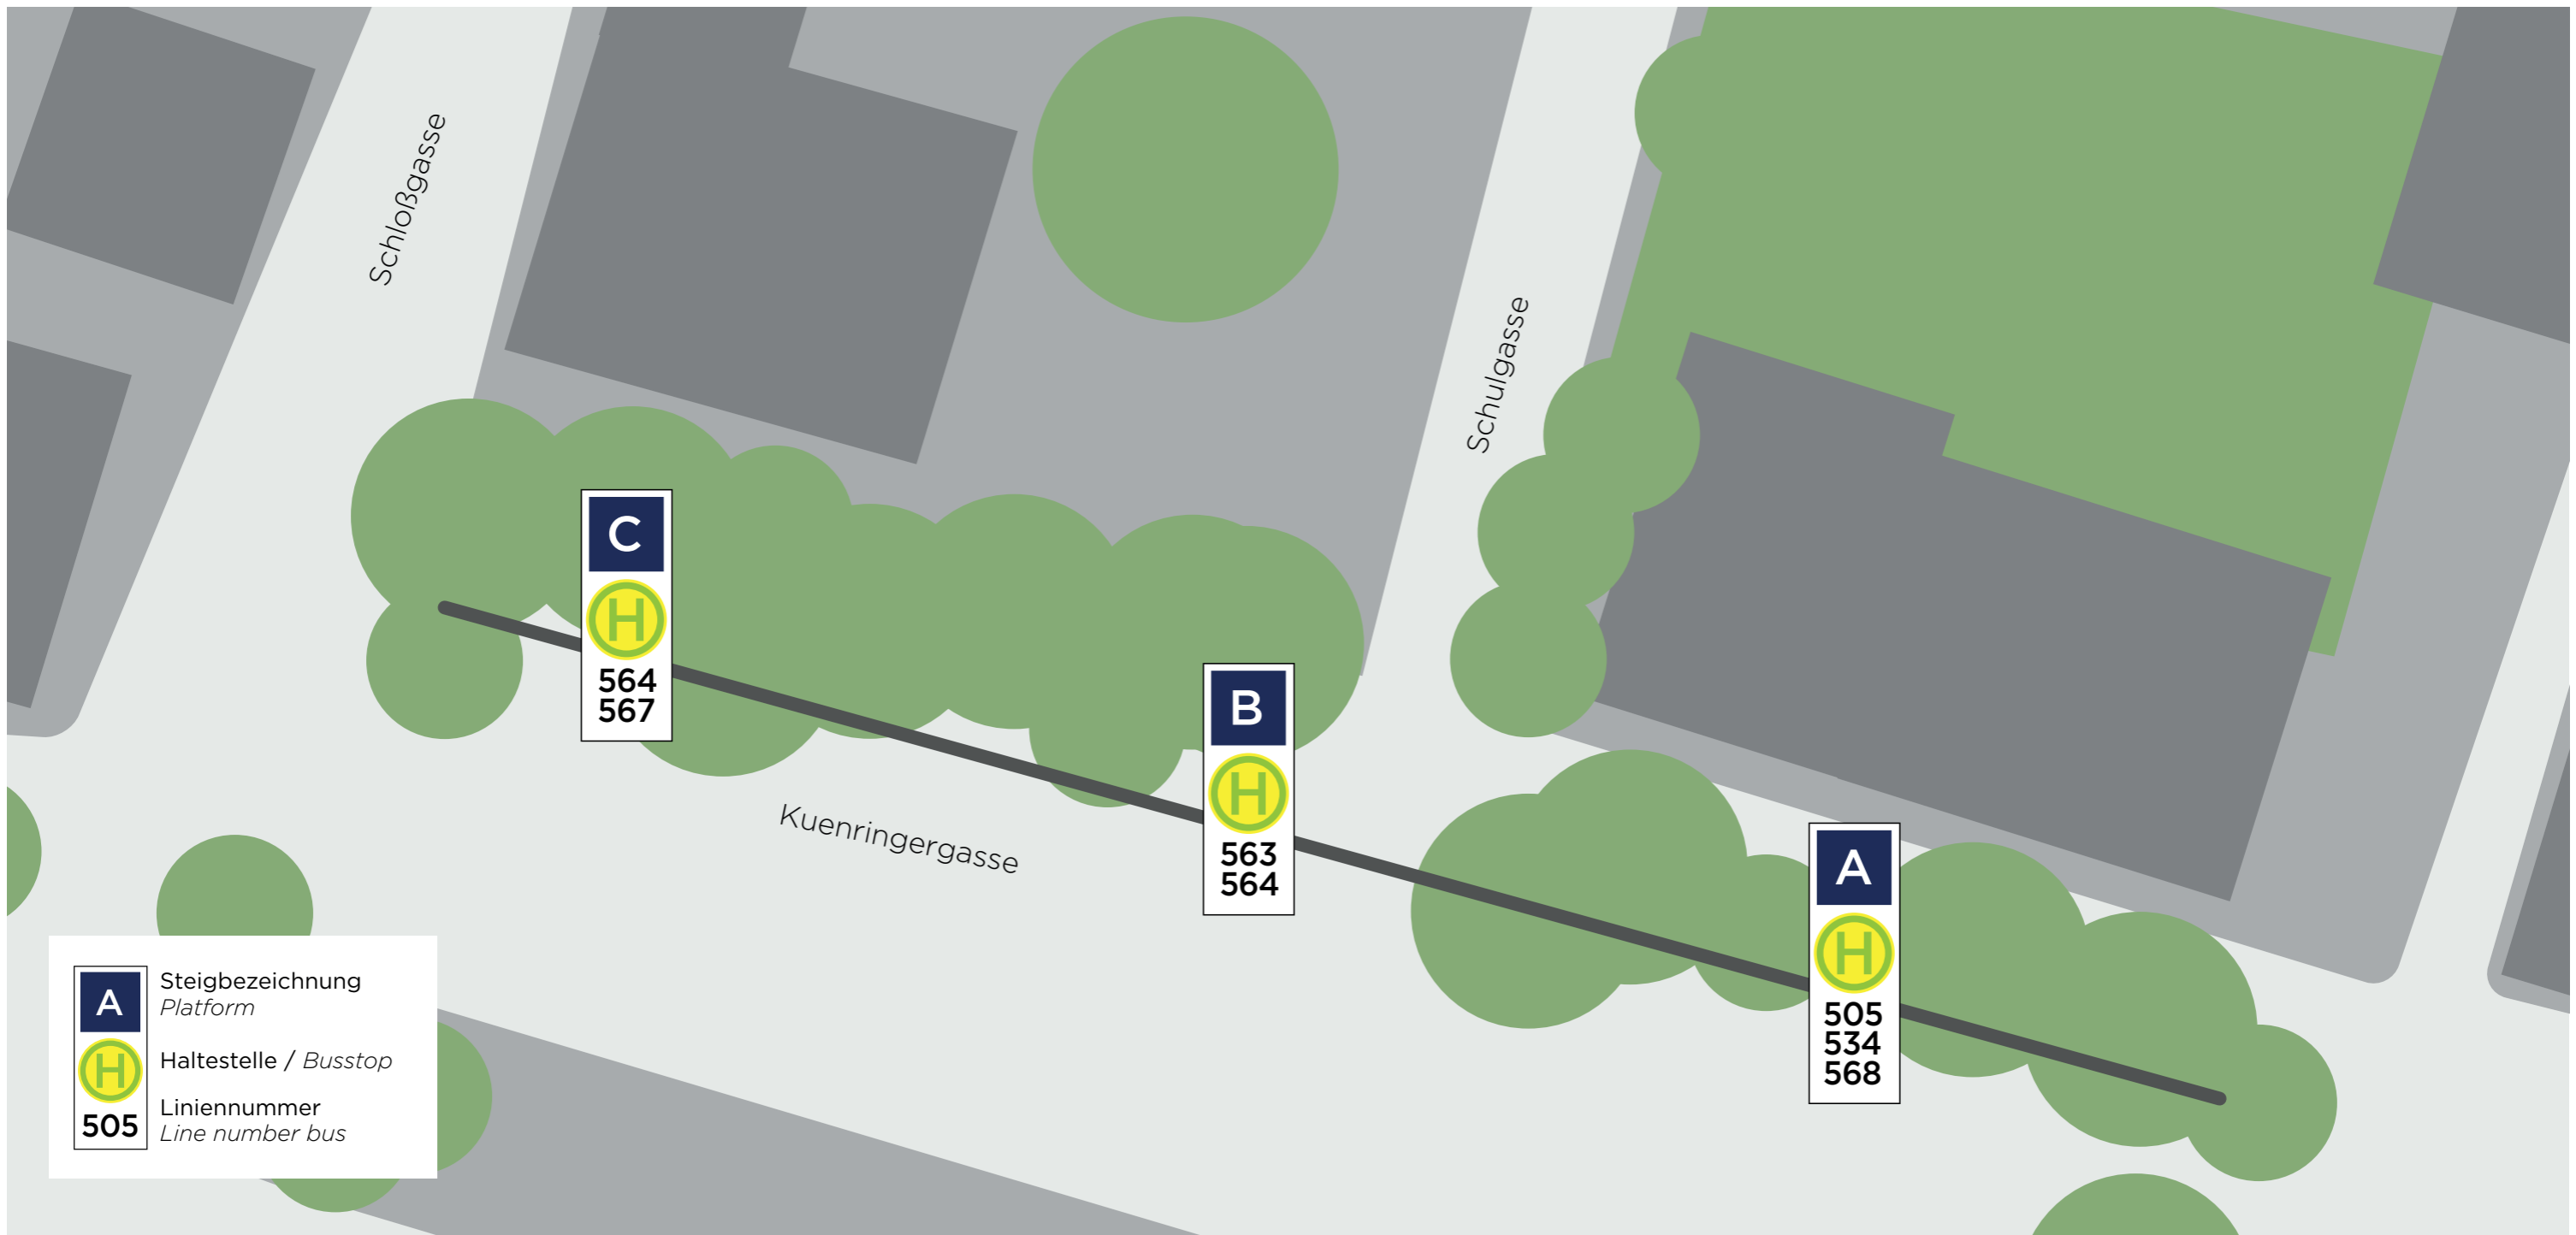 Schloßgasse
Schulgasse
C
H
564
567
B
H
563
564
Kuenringergasse
A
H
505
534
568
A
Steigbezeichnung
Platform
H
Haltestelle / Busstop
505
Liniennummer
Line number bus